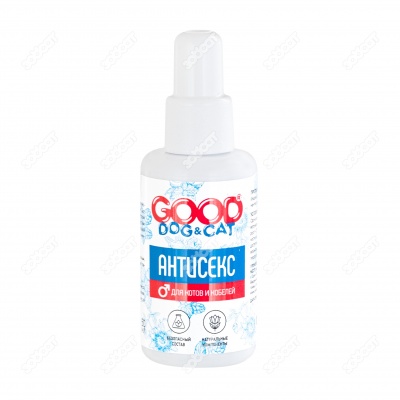 GOOD®
DOG & CAT
АНТИСЕКС
ДЛЯ КОТОВ И КОБЕЛЕЙ
БЕЗОПАСНЫЙ
СОСТАВ
НАТУРАЛЬНЫЕ
КОМПОНЕНТЫ